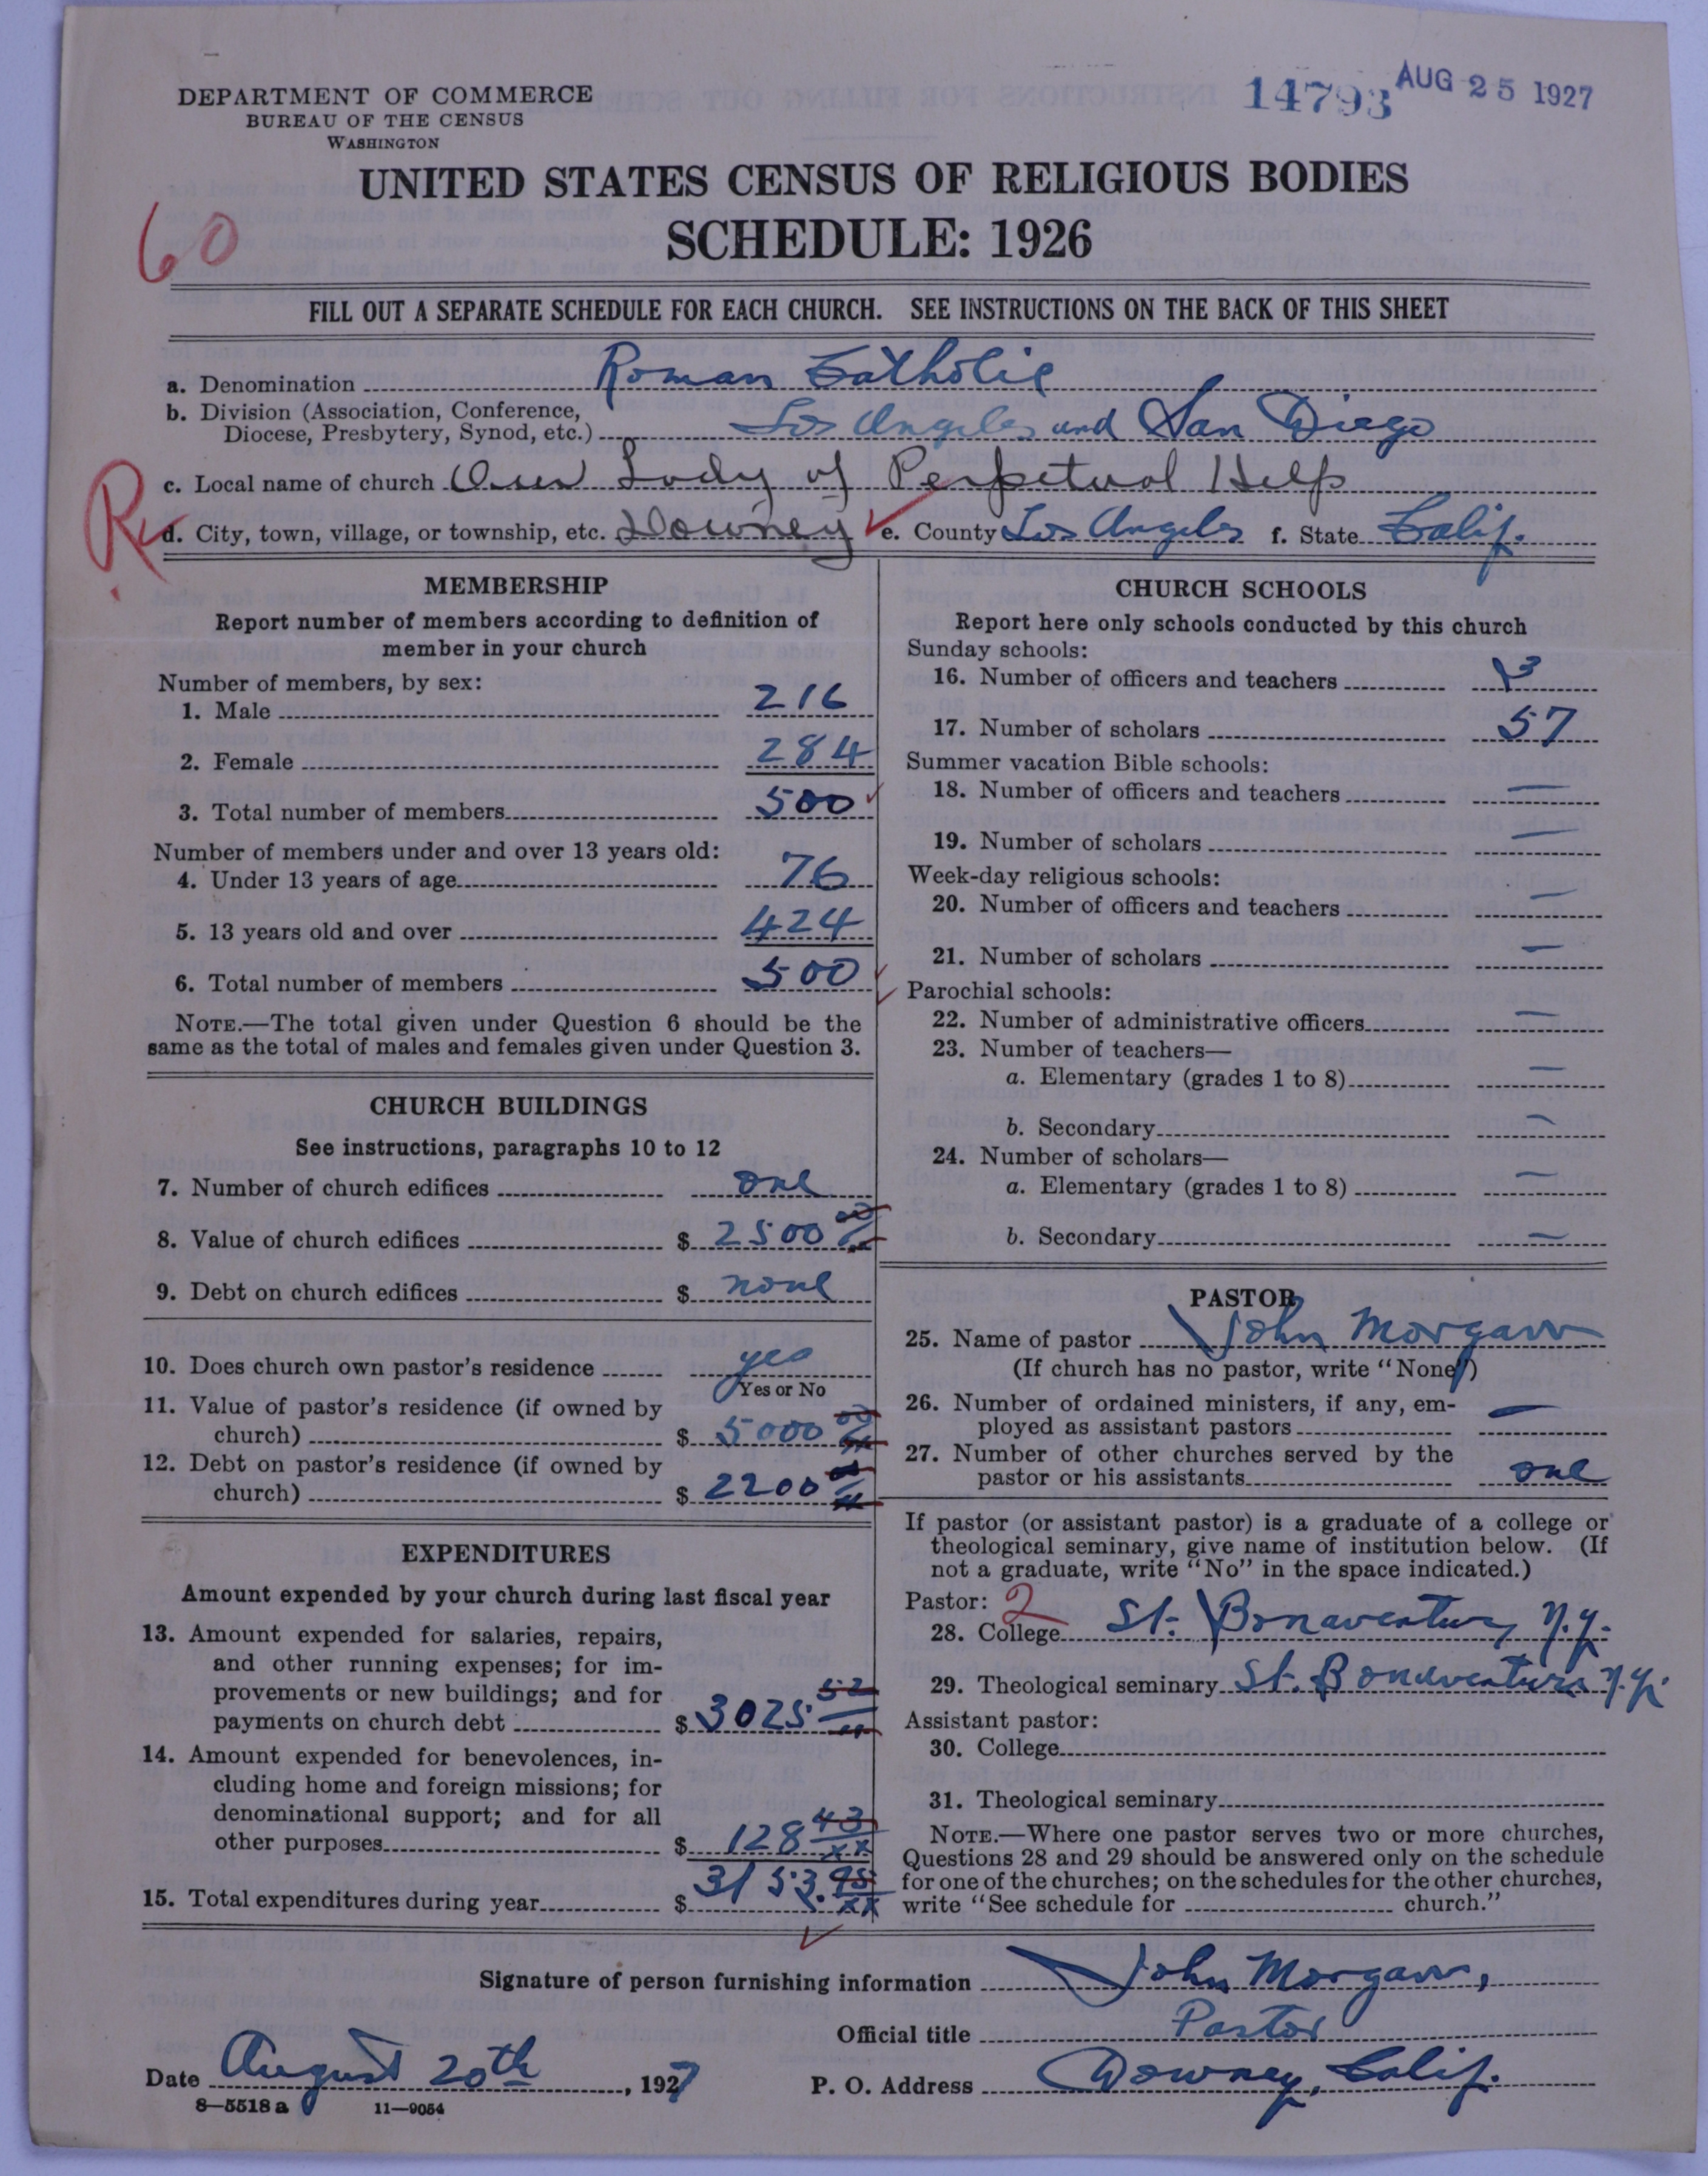 14793 AUG 25 1927
DEPARTMENT OF COMMERCE
BUREAU OF THE CENSUS
WASHINGTON
UNITED STATES CENSUS OF RELIGIOUS BODIES
60
SCHEDULE: 1926
FILL OUT A SEPARATE SCHEDULE FOR EACH CHURCH. SEE INSTRUCTIONS ON THE BACK OF THIS SHEET
a. Denomination Roman Catholic
b. Division (Association, Conference,
Diocese, Presbytery, Synod, etc.) Los Angeles and San Diego
c. Local name of church Our Lady of Perpetual Help
d. City, town, village, or township, etc. Downey e. County Los Angeles f. State Calif.
MEMBERSHIP
Report number of members according to definition of
member in your church
Number of members, by sex:
1. Male 216
2. Female 284
3. Total number of members 500
Number of members under and over 13 years old:
4. Under 13 years of age 76
5. 13 years old and over 424
6. Total number of members 500
NOTE.—The total given under Question 6 should be the
same as the total of males and females given under Question 3.
CHURCH BUILDINGS
See instructions, paragraphs 10 to 12
7. Number of church edifices one
8. Value of church edifices $ 2500 00
9. Debt on church edifices $ none
10. Does church own pastor's residence yes
Yes or No
11. Value of pastor's residence (if owned by
church) $ 5000 00
12. Debt on pastor's residence (if owned by
church) $ 2200
EXPENDITURES
Amount expended by your church during last fiscal year
13. Amount expended for salaries, repairs,
and other running expenses; for im-
provements or new buildings; and for
payments on church debt $ 3025. 52
14. Amount expended for benevolences, in-
cluding home and foreign missions; for
denominational support; and for all
other purposes $ 128 43/xx
15. Total expenditures during year $ 3153. 95/xx
CHURCH SCHOOLS
Report here only schools conducted by this church
Sunday schools:
16. Number of officers and teachers 3
17. Number of scholars 57
Summer vacation Bible schools:
18. Number of officers and teachers —
19. Number of scholars —
Week-day religious schools:
20. Number of officers and teachers —
21. Number of scholars —
Parochial schools:
22. Number of administrative officers —
23. Number of teachers—
a. Elementary (grades 1 to 8) —
b. Secondary —
24. Number of scholars—
a. Elementary (grades 1 to 8) —
b. Secondary —
PASTOR
25. Name of pastor John Morgan
(If church has no pastor, write "None")
26. Number of ordained ministers, if any, em-
ployed as assistant pastors —
27. Number of other churches served by the
pastor or his assistants one
If pastor (or assistant pastor) is a graduate of a college or
theological seminary, give name of institution below. (If
not a graduate, write "No" in the space indicated.)
Pastor: 2
28. College St. Bonaventure N.Y.
29. Theological seminary St. Bonaventure N.Y.
Assistant pastor:
30. College
31. Theological seminary
NOTE.—Where one pastor serves two or more churches,
Questions 28 and 29 should be answered only on the schedule
for one of the churches; on the schedules for the other churches,
write "See schedule for church."
Signature of person furnishing information John Morgan,
Official title Pastor
Date August 20th, 1927 P. O. Address Downey, Calif.
8—5518 a 11—9054